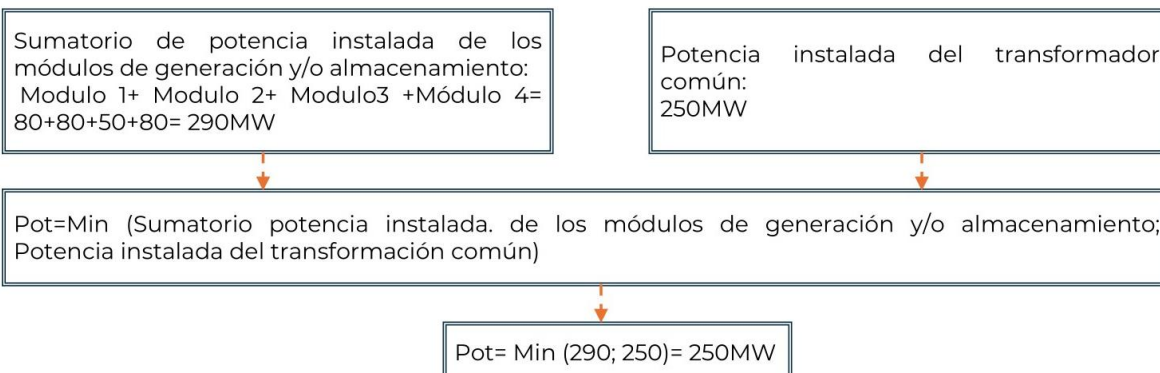 Sumatorio de potencia instalada de los
módulos de generación y/o almacenamiento:
Modulo 1+ Modulo 2+ Modulo3 +Módulo 4=
80+80+50+80= 290MW
Potencia instalada del transformador
común:
250MW
Pot=Min (Sumatorio potencia instalada. de los módulos de generación y/o almacenamiento;
Potencia instalada del transformación común)
Pot= Min (290; 250)= 250MW